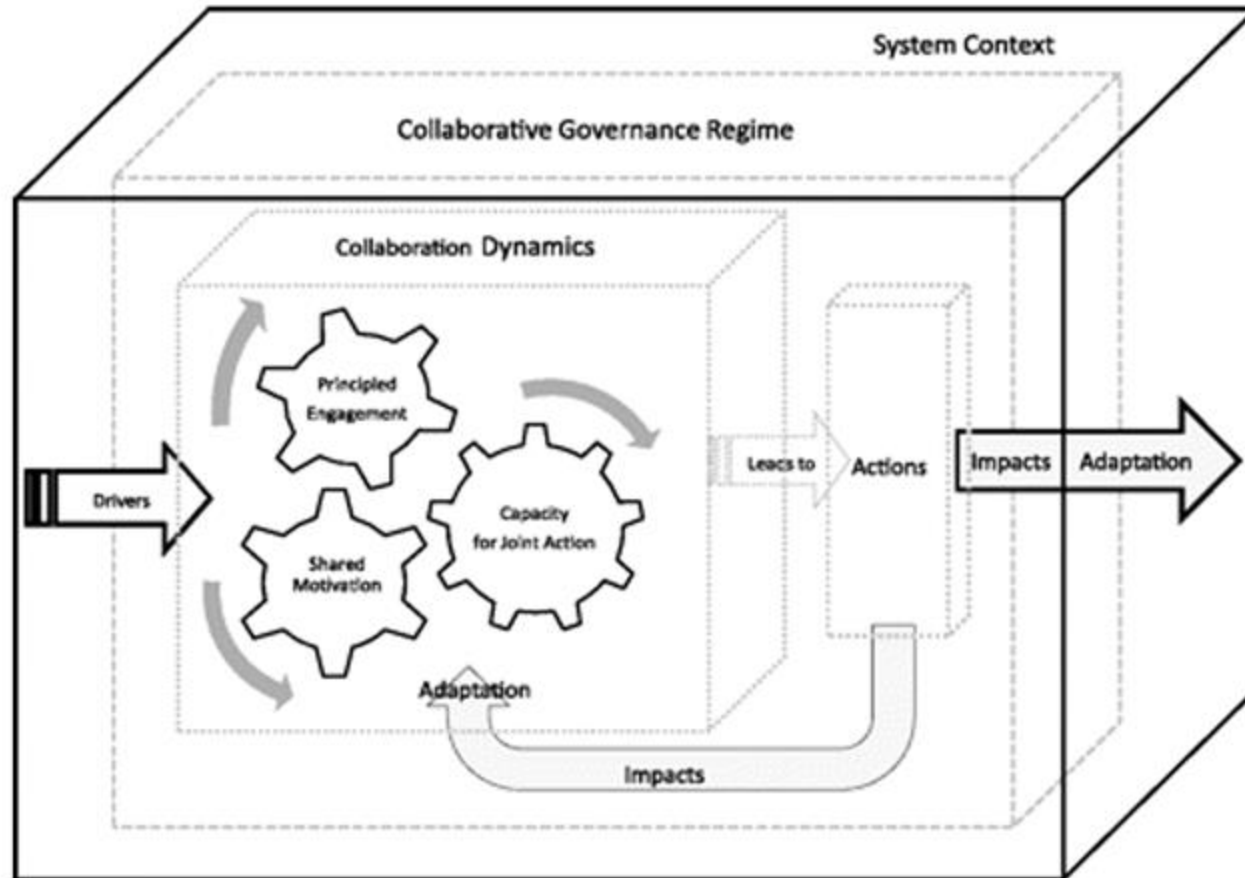 System Context
Collaborative Governance Regime
Collaboration Dynamics
Principled
Engagement
Drivers
Shared
Motivation
Capacity
for Joint Action
Leads to
Actions
Impacts
Adaptation
Adaptation
Impacts